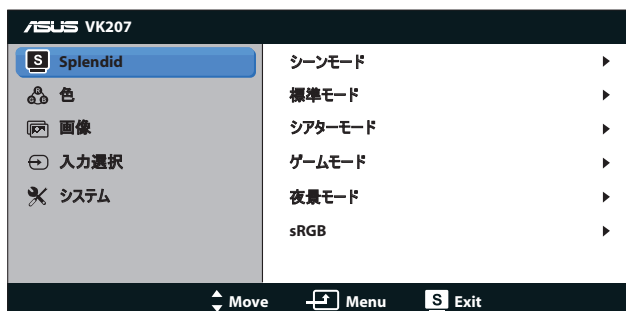 ASUS VK207
S Splendid
色
画像
入力選択
システム
シーンモード
標準モード
シアターモード
ゲームモード
夜景モード
sRGB
Move Menu S Exit